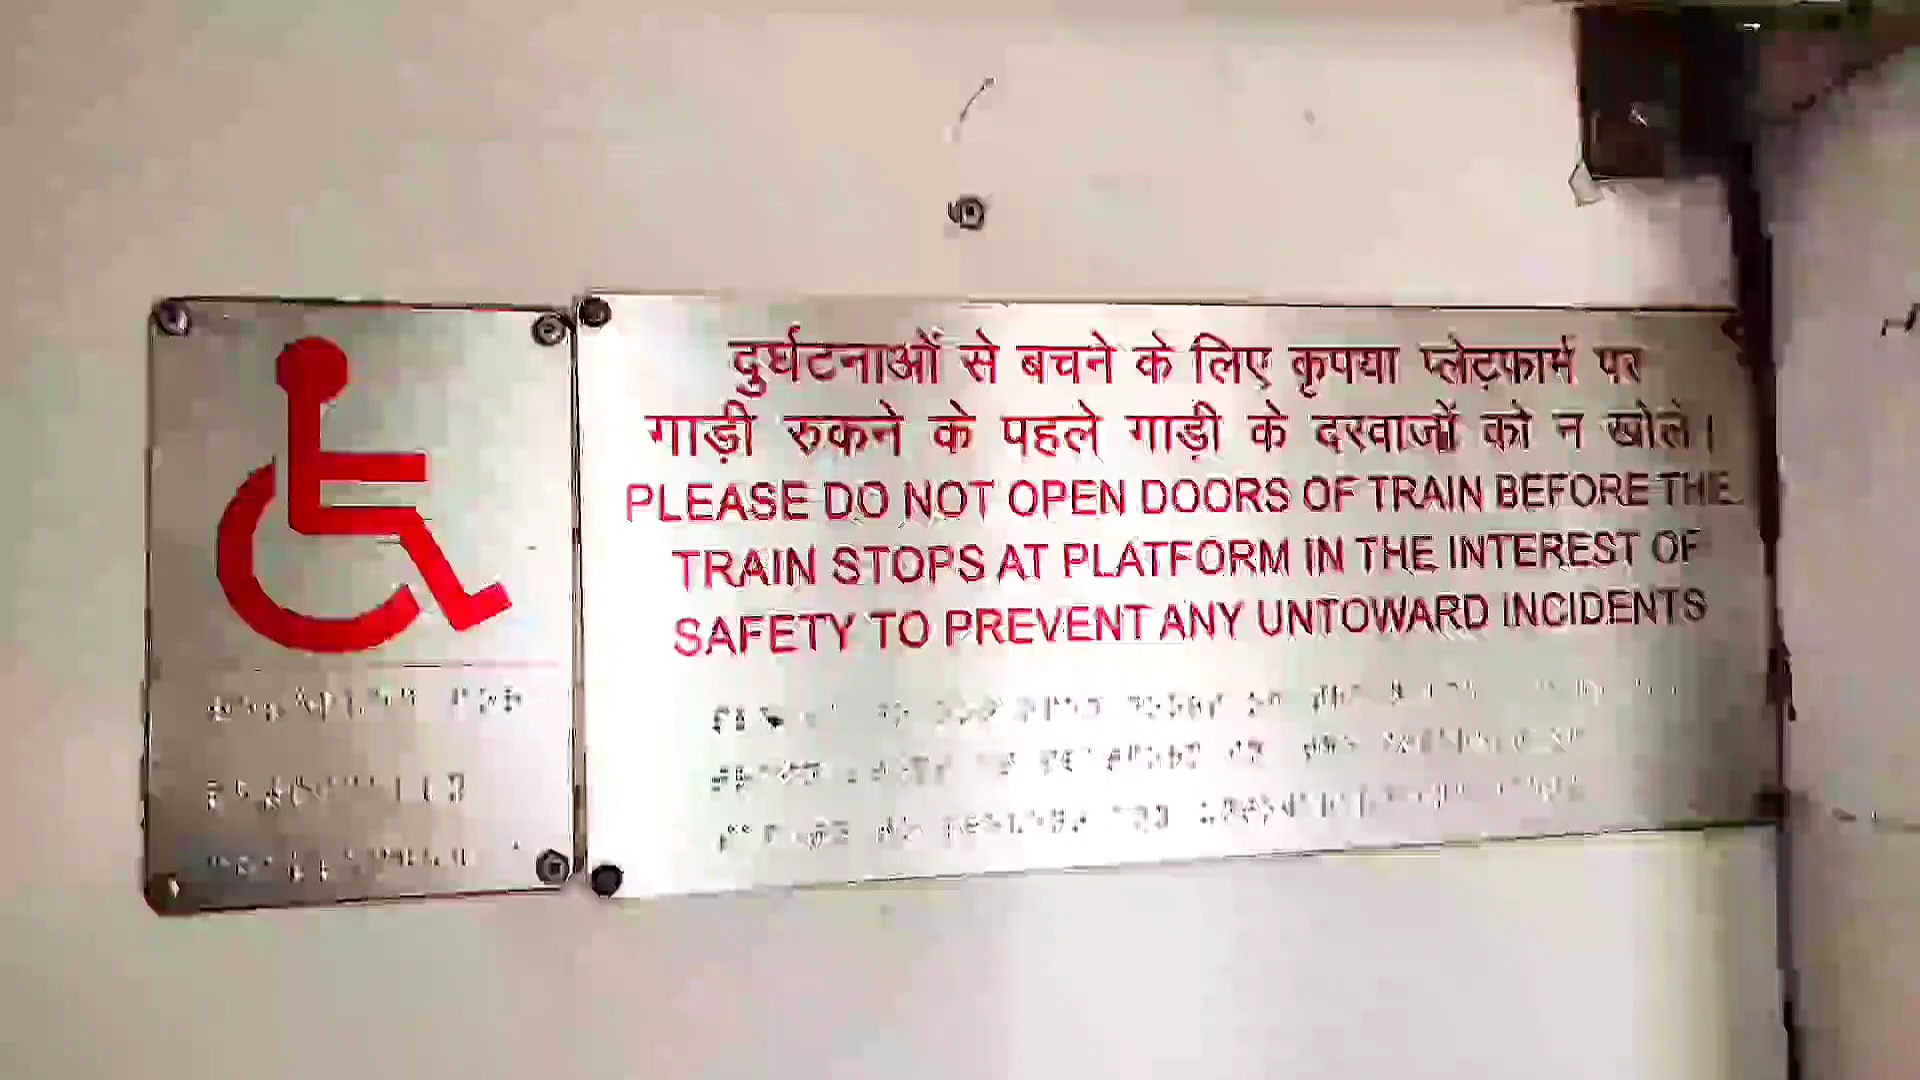 दुर्घटनाओं से बचने के लिए कृपया प्लेट्फार्म पर
गाड़ी रुकने के पहले गाड़ी के दरवाजों को न खोले।
PLEASE DO NOT OPEN DOORS OF TRAIN BEFORE THE
TRAIN STOPS AT PLATFORM IN THE INTEREST OF
SAFETY TO PREVENT ANY UNTOWARD INCIDENTS